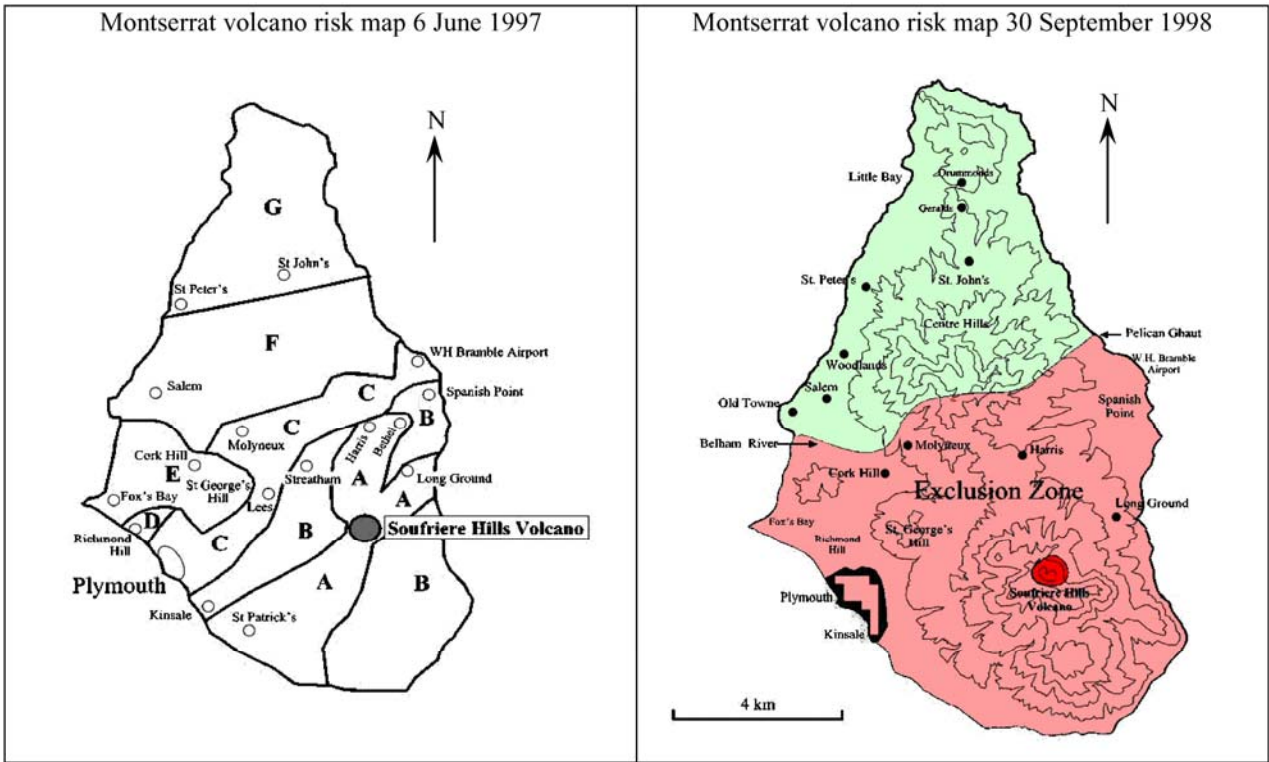 Montserrat volcano risk map 6 June 1997
N
G
St John's
St Peter's
F
WH Bramble Airport
Salem
C
Spanish Point
B
C
Molyneux
Harris
Bethel
Cork Hill
E
St George's
Hill
Streatham
A
Long Ground
Fox's Bay
Lees
A
D
Richmond
Hill
B
Soufriere Hills Volcano
C
Plymouth
A
B
Kinsale
St Patrick's
Montserrat volcano risk map 30 September 1998
N
Little Bay
Drummonds
Geralds
St. Peter's
St. John's
Centre Hills
Pelican Ghaut
W.H. Bramble
Airport
Woodlands
Salem
Old Towne
Spanish
Point
Belham River
Molyneux
Harris
Cork Hill
Exclusion Zone
Long Ground
Fox's Bay
St. George's
Hill
Richmond
Hill
Soufriere Hills
Volcano
Plymouth
Kinsale
4 km